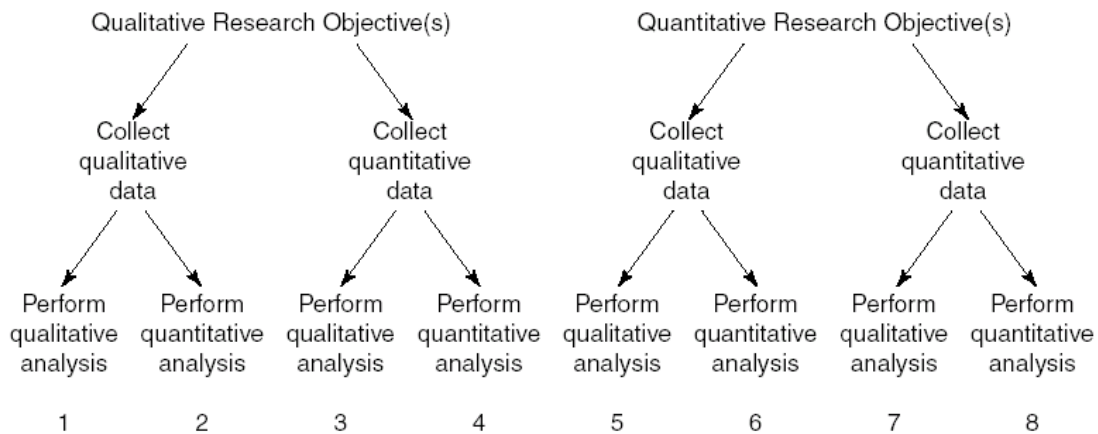 Qualitative Research Objective(s)
Quantitative Research Objective(s)
Collect
qualitative
data
Collect
quantitative
data
Collect
qualitative
data
Collect
quantitative
data
Perform
qualitative
analysis
Perform
quantitative
analysis
Perform
qualitative
analysis
Perform
quantitative
analysis
Perform
qualitative
analysis
Perform
quantitative
analysis
Perform
qualitative
analysis
Perform
quantitative
analysis
1
2
3
4
5
6
7
8